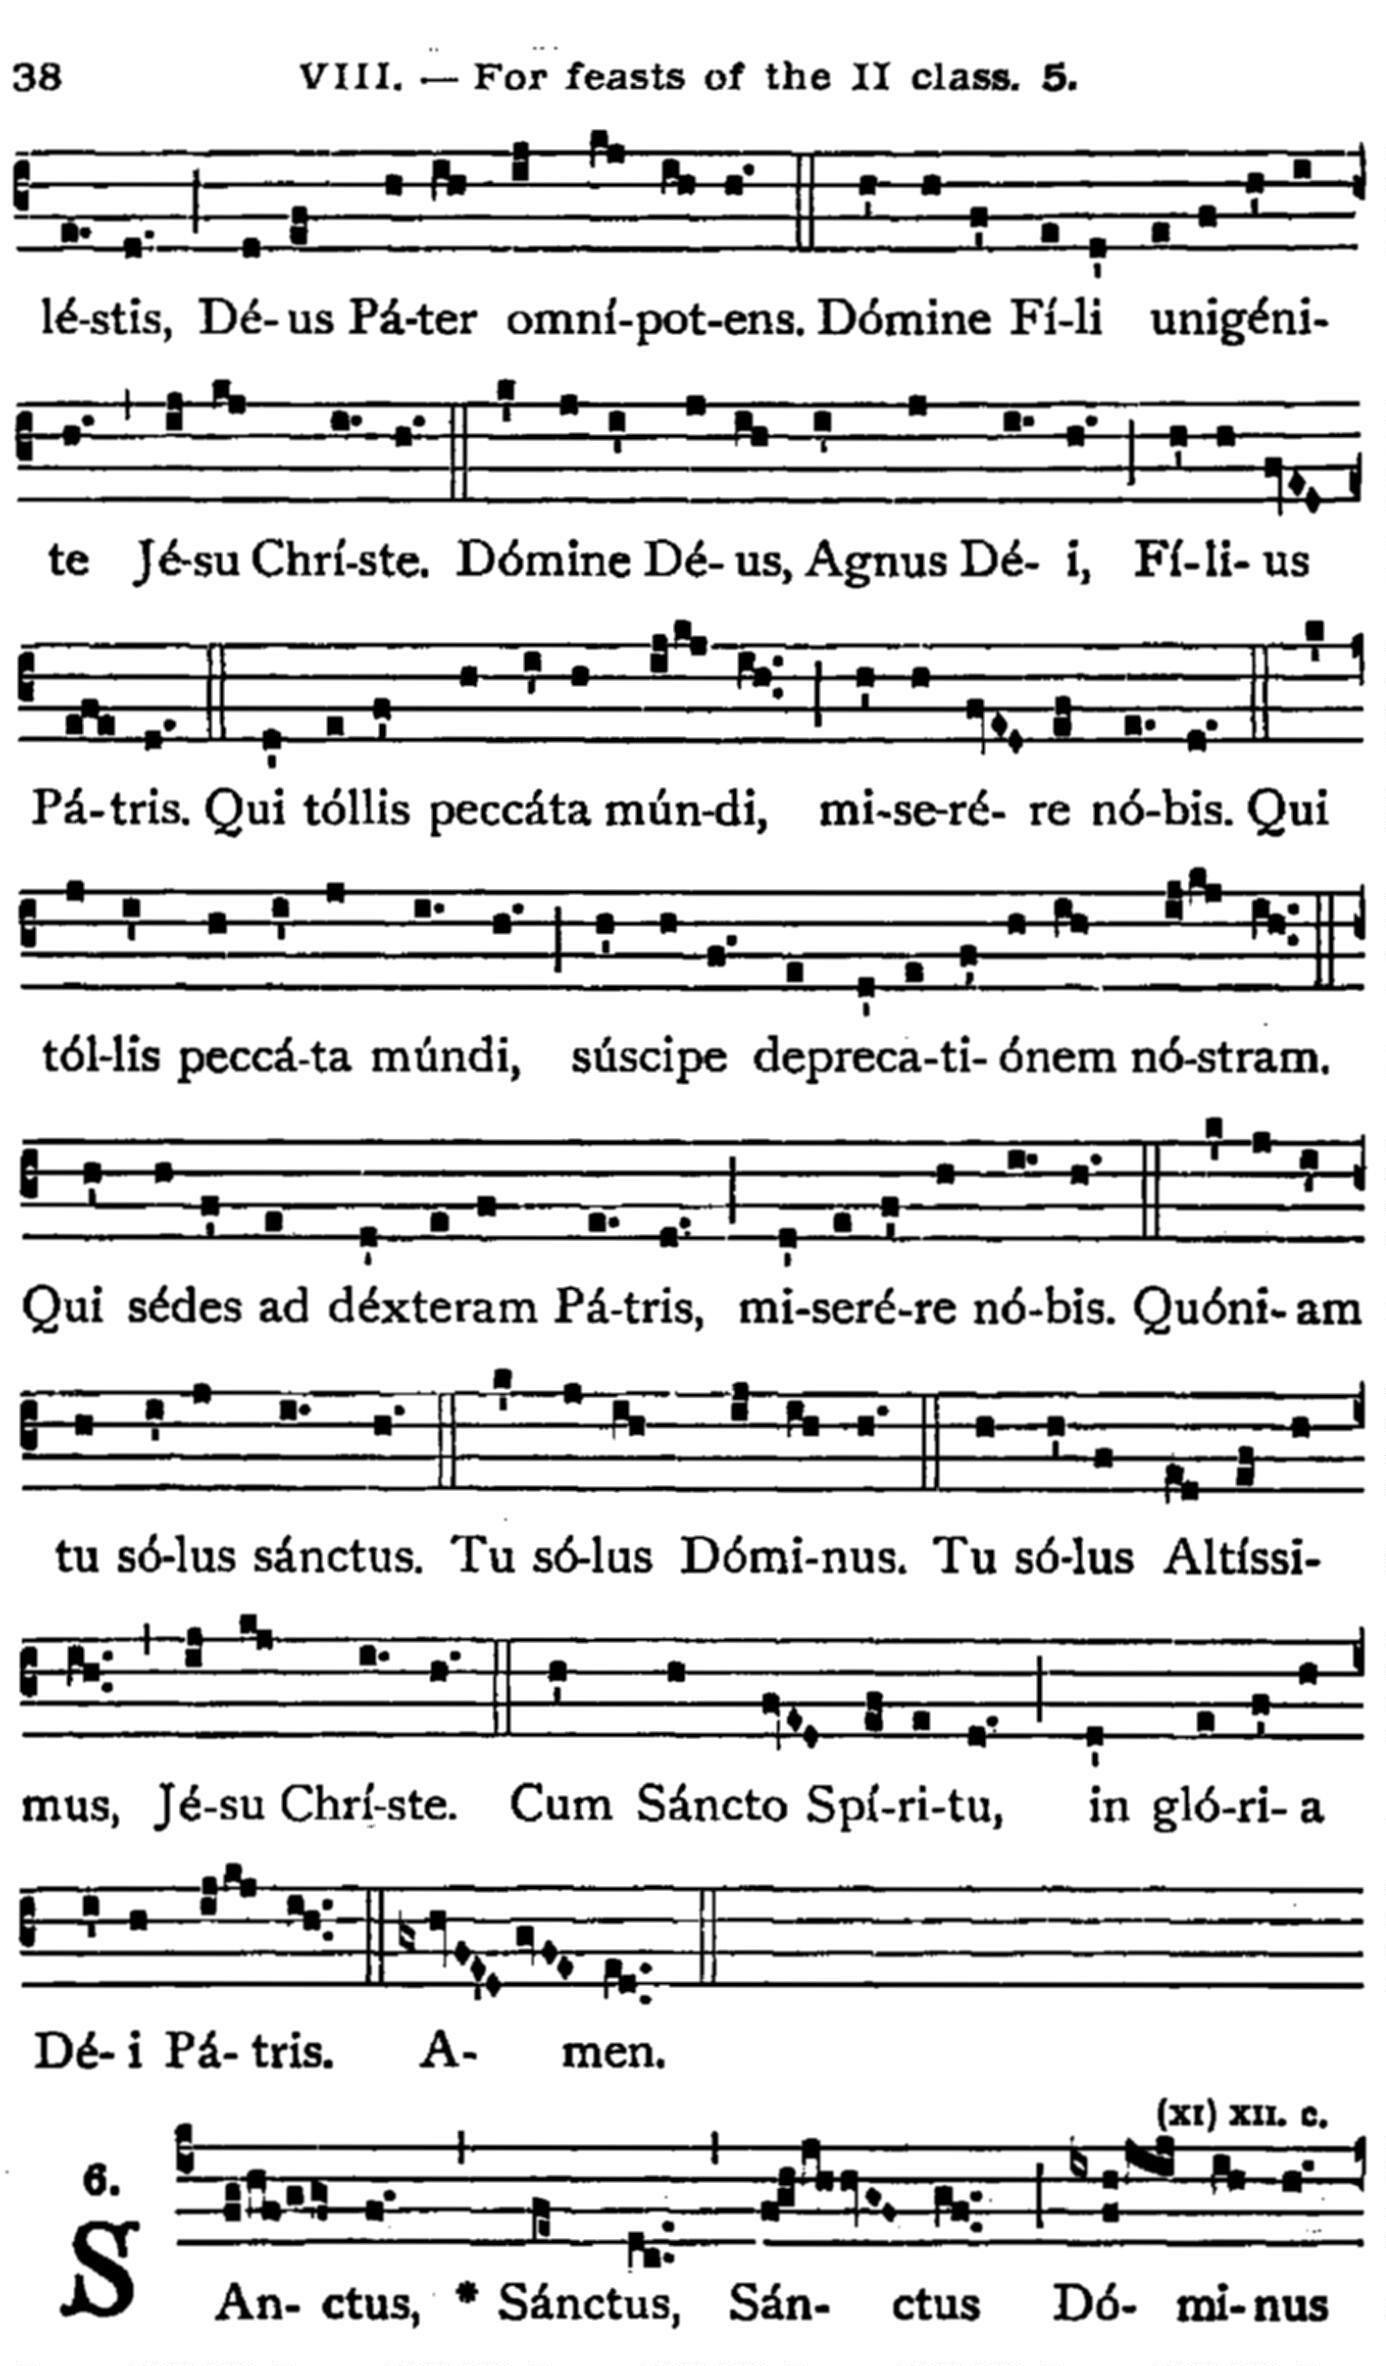 38 VIII. — For feasts of the II class. 5.
lé-stis, Dé-us Pá-ter omní-pot-ens. Dómine Fí-li unigéni-
te Jé-su Chrí-ste. Dómine Dé-us, Agnus Dé-i, Fí-li-us
Pá-tris. Qui tóllis peccáta mún-di, mi-se-ré-re nó-bis. Qui
tól-lis peccá-ta múndi, súscipe depreca-ti-ónem nó-stram.
Qui sédes ad déxteram Pá-tris, mi-seré-re nó-bis. Quóni-am
tu só-lus sánctus. Tu só-lus Dómi-nus. Tu só-lus Altíssi-
mus, Jé-su Chrí-ste. Cum Sáncto Spí-ri-tu, in gló-ri-a
Dé-i Pá-tris. A-men.
(XI) XII. c.
6.
SAn-ctus, * Sánctus, Sán-ctus Dó-mi-nus